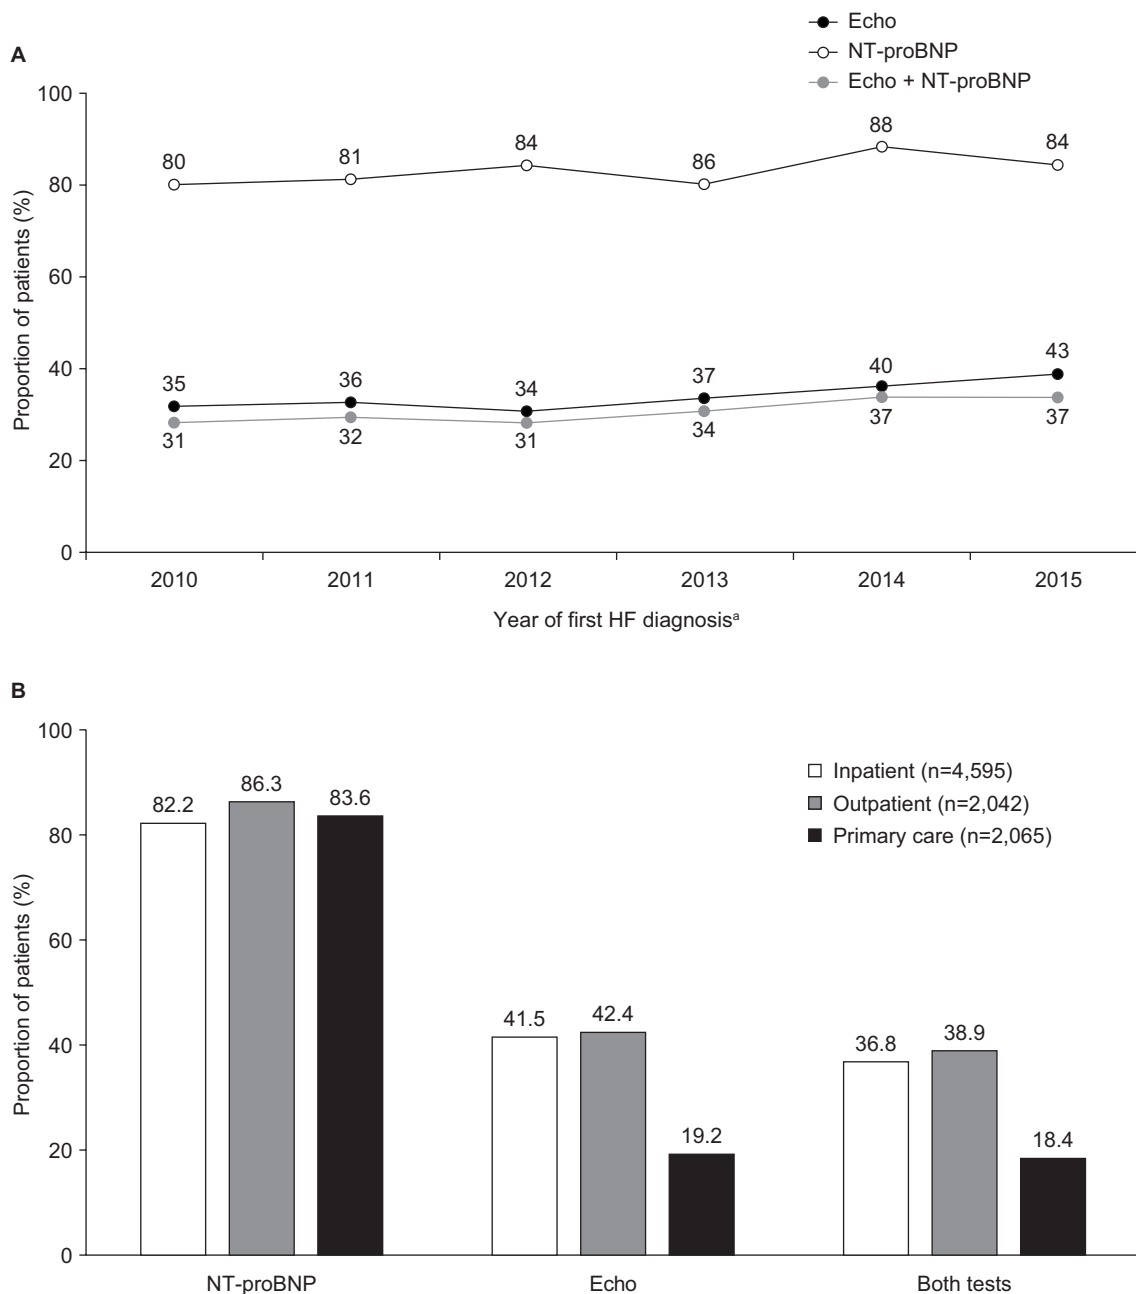 A
Echo
NT-proBNP
Echo + NT-proBNP
Proportion of patients (%)
100
80
60
40
20
0
80 81 84 86 88 84
35 36 34 37 40 43
31 32 31 34 37 37
2010 2011 2012 2013 2014 2015
Year of first HF diagnosisᵃ
B
Proportion of patients (%)
100
80
60
40
20
0
Inpatient (n=4,595)
Outpatient (n=2,042)
Primary care (n=2,065)
82.2 86.3 83.6
41.5 42.4 19.2
36.8 38.9 18.4
NT-proBNP Echo Both tests